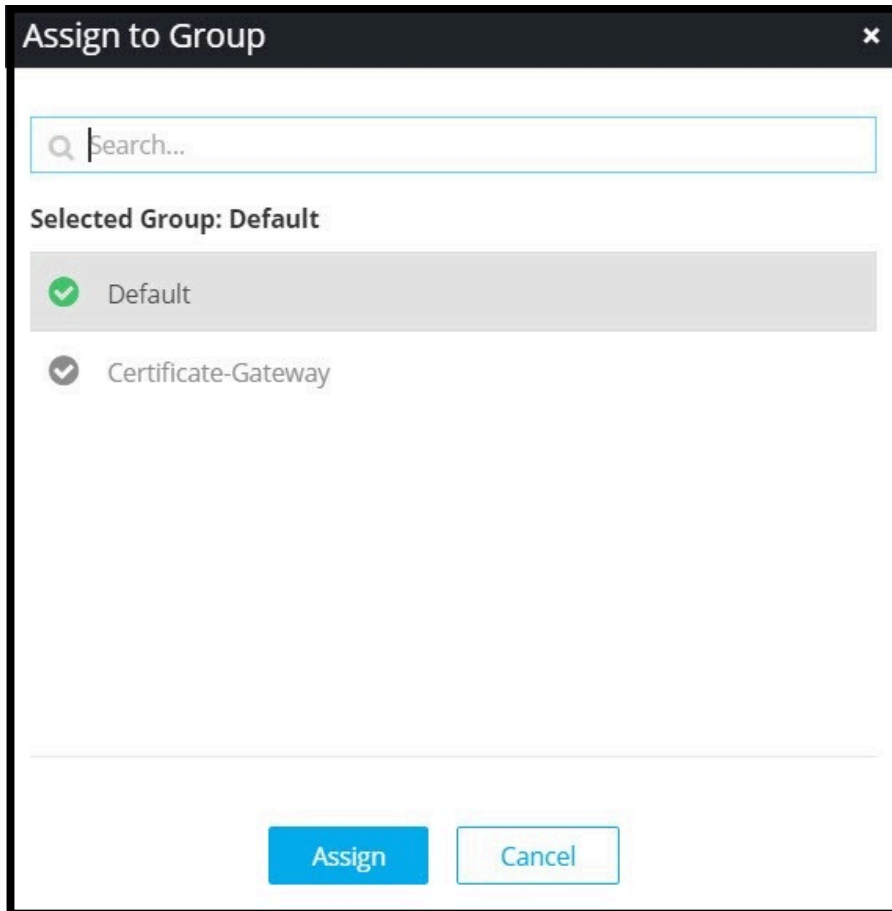 Assign to Group
Search...
Selected Group: Default
Default
Certificate-Gateway
Assign Cancel